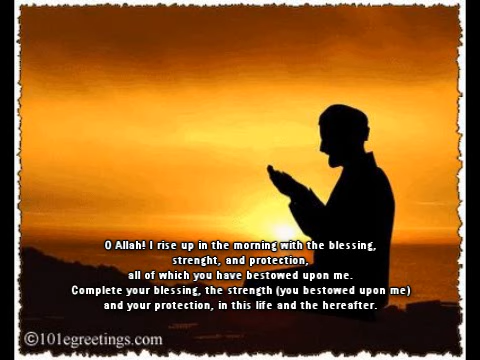 O Allah! I rise up in the morning with the blessing,
strenght, and protection,
all of which you have bestowed upon me.
Complete your blessing, the strength (you bestowed upon me)
and your protection, in this life and the hereafter.
©101egreetings.com